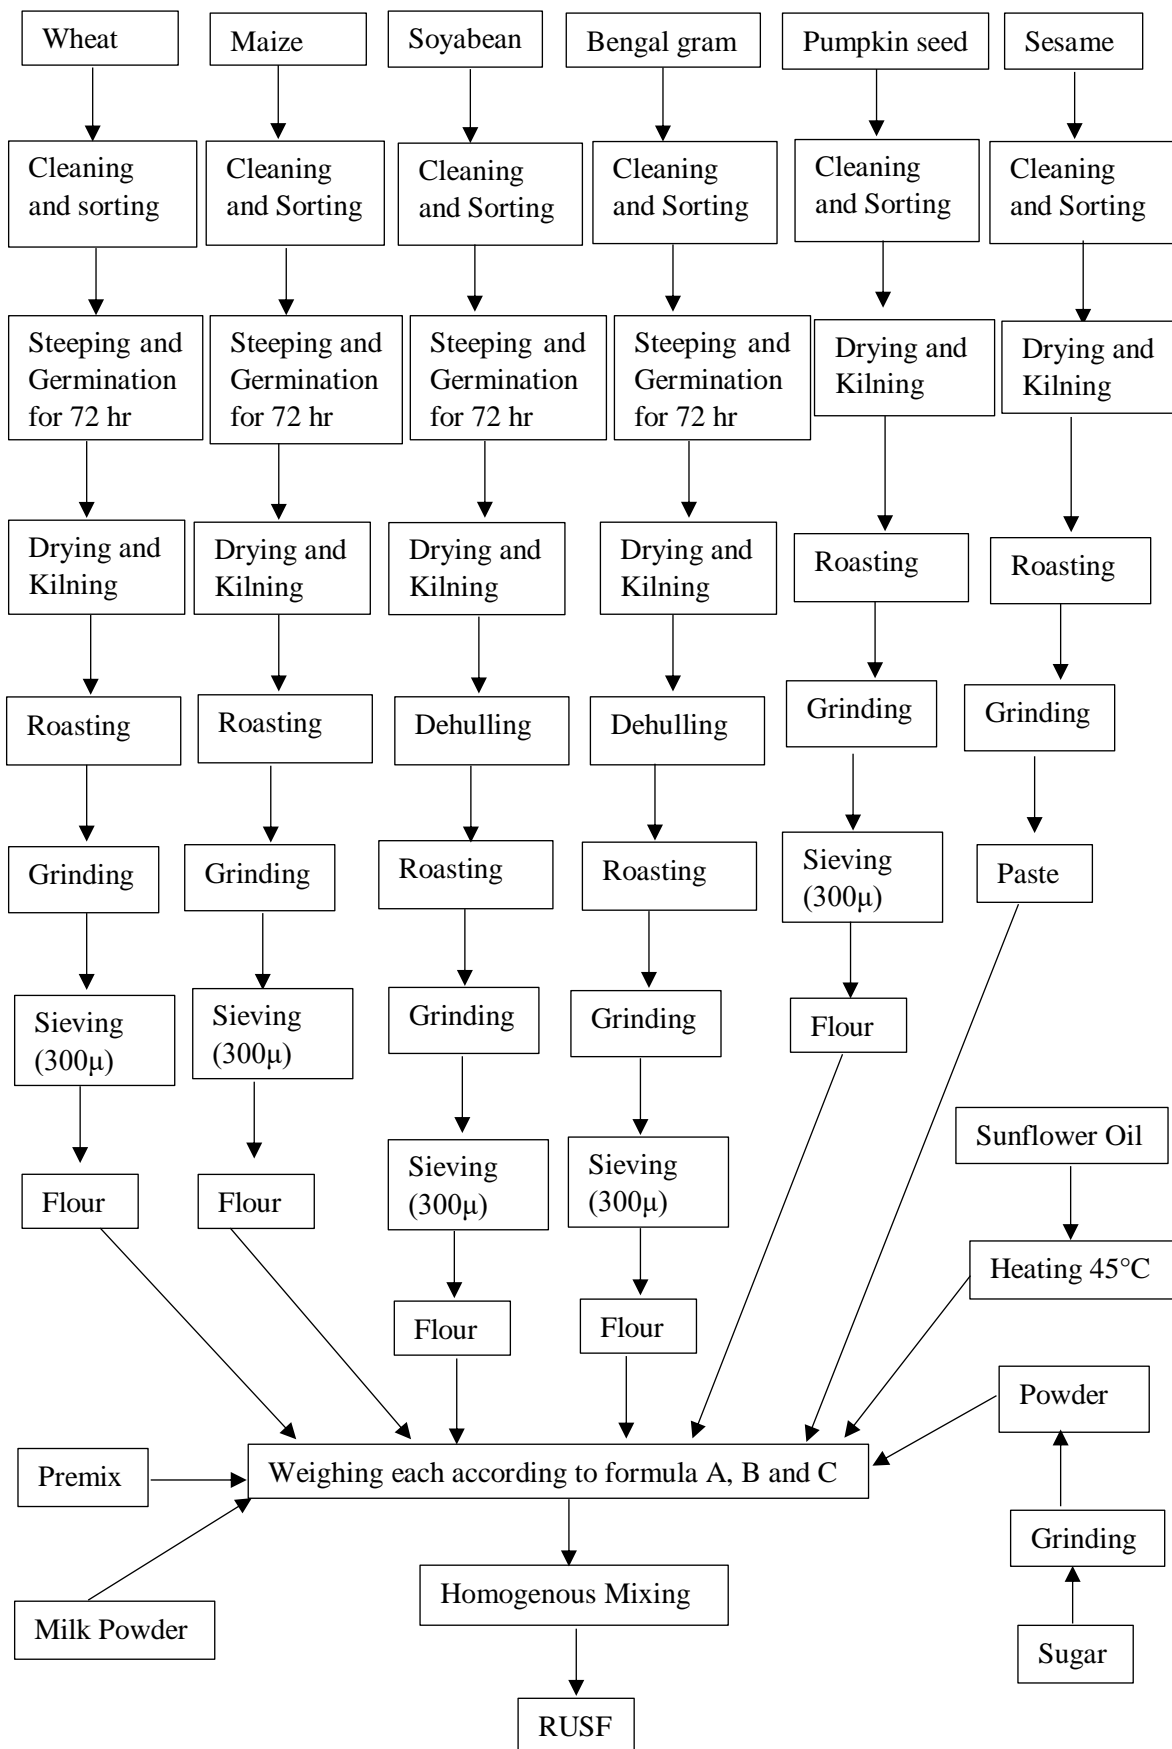 Wheat
Maize
Soyabean
Bengal gram
Pumpkin seed
Sesame
Cleaning
and sorting
Cleaning
and Sorting
Cleaning
and Sorting
Cleaning
and Sorting
Cleaning
and Sorting
Cleaning
and Sorting
Steeping and
Germination
for 72 hr
Steeping and
Germination
for 72 hr
Steeping and
Germination
for 72 hr
Steeping and
Germination
for 72 hr
Drying and
Kilning
Drying and
Kilning
Drying and
Kilning
Drying and
Kilning
Drying and
Kilning
Drying and
Kilning
Roasting
Roasting
Roasting
Roasting
Dehulling
Dehulling
Grinding
Grinding
Grinding
Grinding
Roasting
Roasting
Sieving
(300μ)
Paste
Sieving
(300μ)
Sieving
(300μ)
Grinding
Grinding
Flour
Flour
Flour
Sieving
(300μ)
Sieving
(300μ)
Sunflower Oil
Heating 45°C
Flour
Flour
Powder
Premix
Weighing each according to formula A, B and C
Grinding
Homogenous Mixing
Milk Powder
Sugar
RUSF